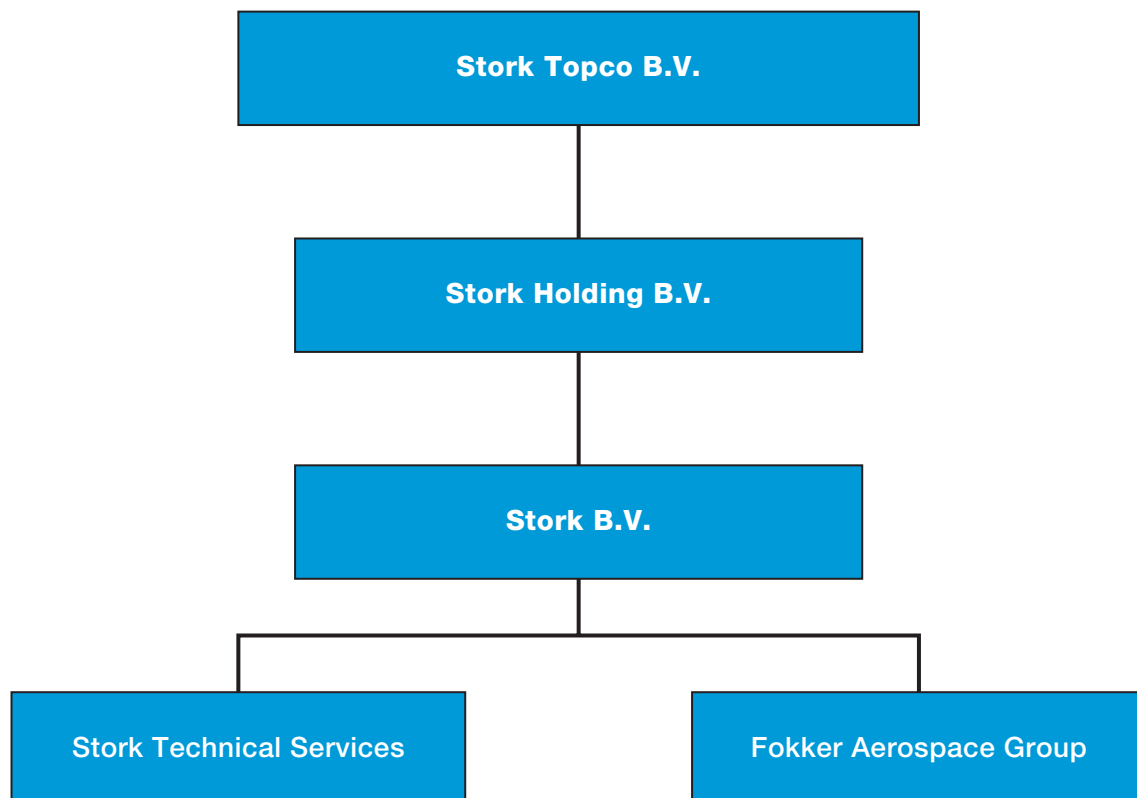 Stork Topco B.V.
Stork Holding B.V.
Stork B.V.
Stork Technical Services
Fokker Aerospace Group